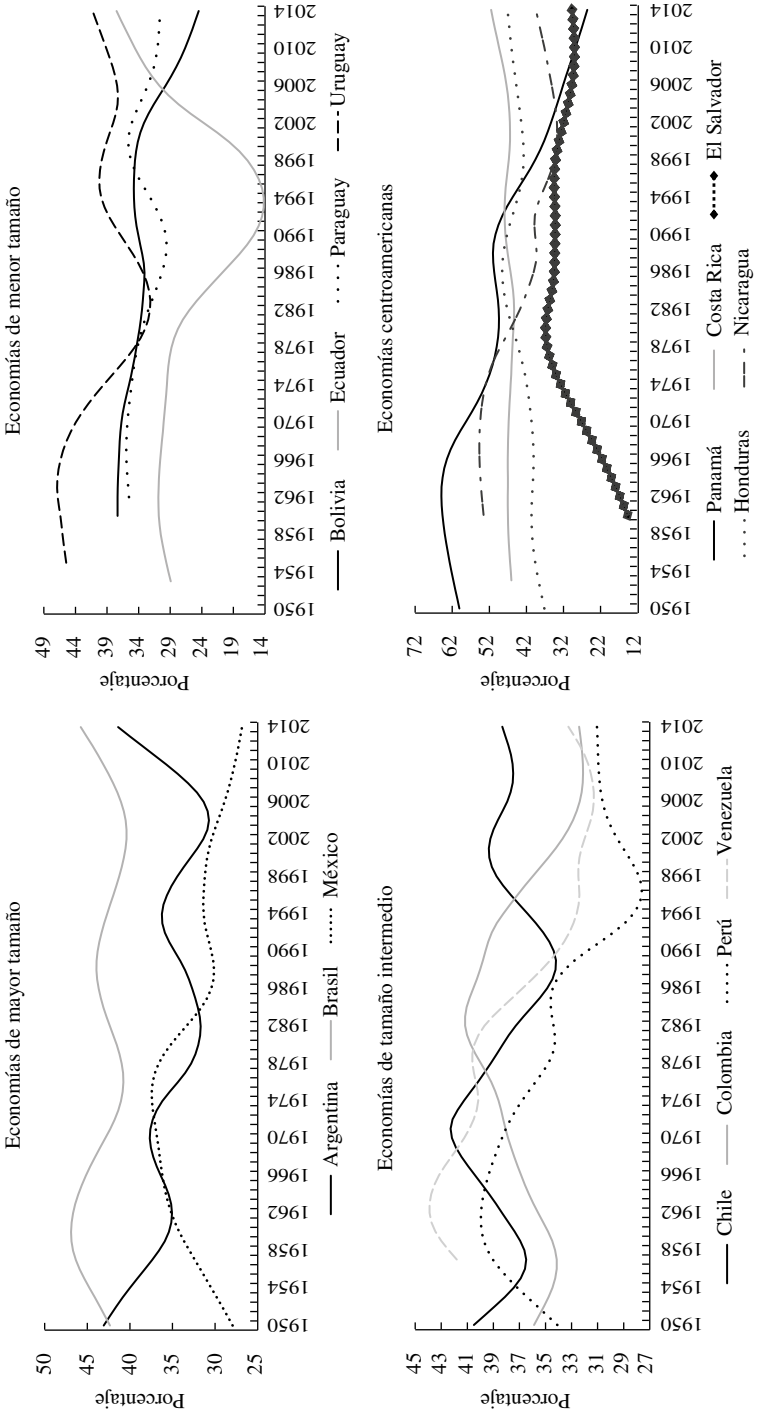 Economías de mayor tamaño
Porcentaje
50
45
40
35
30
25
1950 1954 1958 1962 1966 1970 1974 1978 1982 1986 1990 1994 1998 2002 2006 2010 2014
Argentina Brasil México
Economías de menor tamaño
Porcentaje
49
44
39
34
29
24
19
14
1950 1954 1958 1962 1966 1970 1974 1978 1982 1986 1990 1994 1998 2002 2006 2010 2014
Bolivia Ecuador Paraguay Uruguay
Economías de tamaño intermedio
Porcentaje
45
43
41
39
37
35
33
31
29
27
1950 1954 1958 1962 1966 1970 1974 1978 1982 1986 1990 1994 1998 2002 2006 2010 2014
Chile Colombia Perú Venezuela
Economías centroamericanas
Porcentaje
72
62
52
42
32
22
12
1950 1954 1958 1962 1966 1970 1974 1978 1982 1986 1990 1994 1998 2002 2006 2010 2014
Panamá Costa Rica El Salvador
Honduras Nicaragua